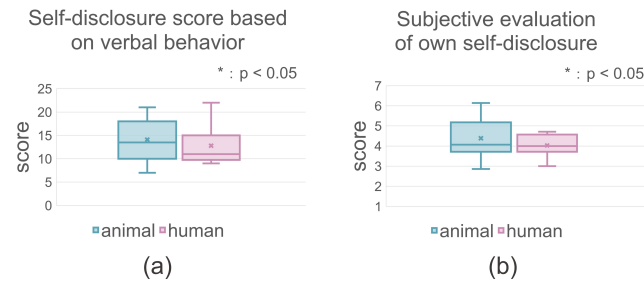 Self-disclosure score based
on verbal behavior
* : p < 0.05
score
25
20
15
10
5
0
animal human
(a)
Subjective evaluation
of own self-disclosure
* : p < 0.05
score
7
6
5
4
3
2
1
animal human
(b)